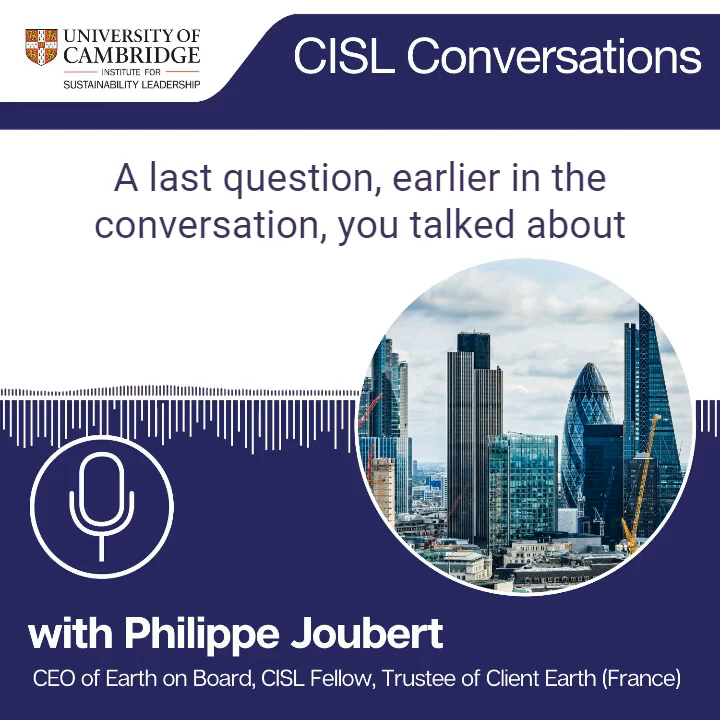 UNIVERSITY OF
CAMBRIDGE
INSTITUTE FOR
SUSTAINABILITY LEADERSHIP
CISL Conversations
A last question, earlier in the
conversation, you talked about
with Philippe Joubert
CEO of Earth on Board, CISL Fellow, Trustee of Client Earth (France)